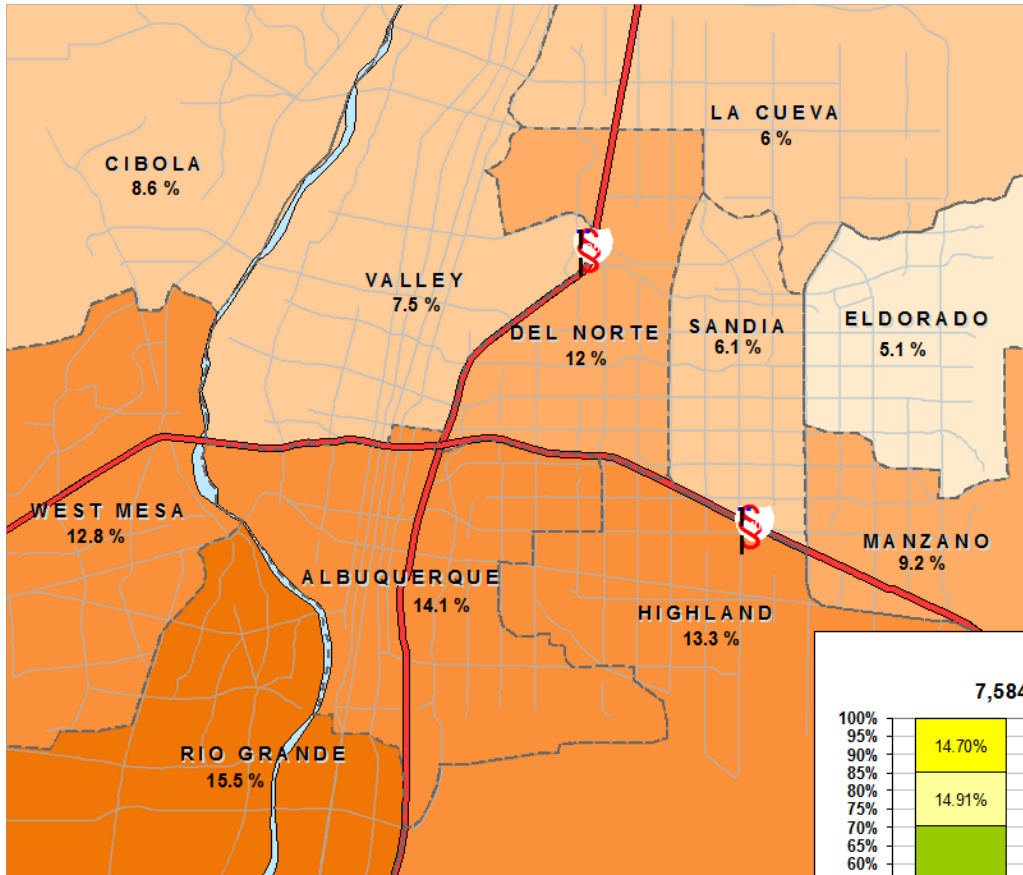 LA CUEVA
6 %
CIBOLA
8.6 %
VALLEY
7.5 %
DEL NORTE
12 %
SANDIA
6.1 %
ELDORADO
5.1 %
WEST MESA
12.8 %
MANZANO
9.2 %
ALBUQUERQUE
14.1 %
HIGHLAND
13.3 %
RIO GRANDE
15.5 %
7,584
100%
95%
90%
85%
80%
75%
70%
65%
60%
14.70%
14.91%